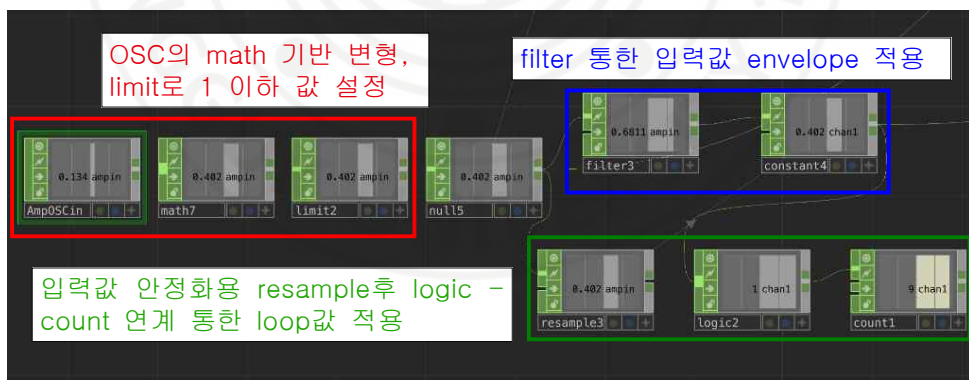 OSC의 math 기반 변형,
limit로 1 이하 값 설정
filter 통한 입력값 envelope 적용
0.6811 ampin
0.402 chan1
filter3
constant4
0.134 ampin
0.402 ampin
0.402 ampin
0.402 ampin
AmpOSCin
math7
limit2
null5
입력값 안정화용 resample후 logic –
count 연계 통한 loop값 적용
0.402 ampin
1 chan1
9 chan1
resample3
logic2
count1